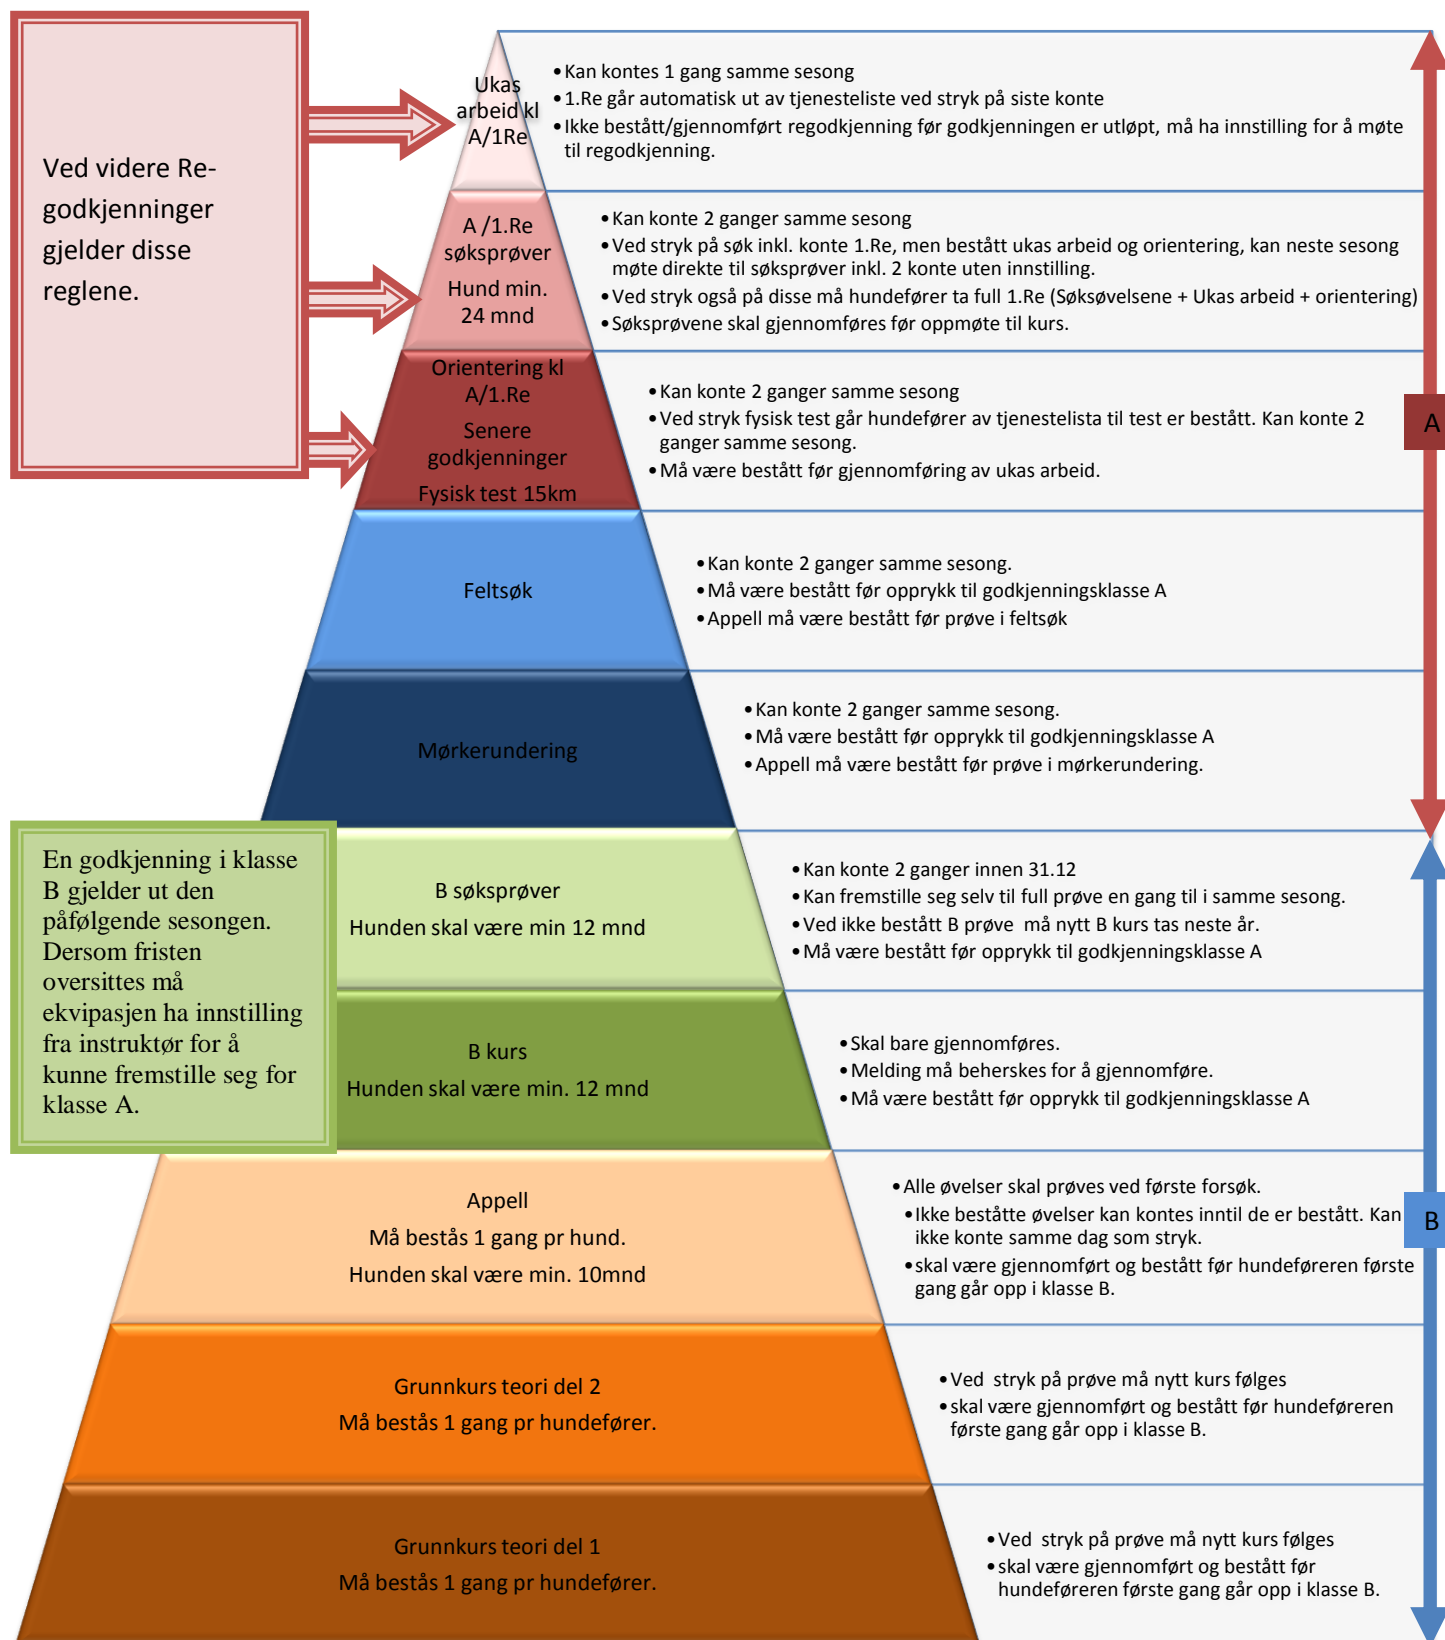 Ved videre Re-
godkjenninger
gjelder disse
reglene.
Ukas
arbeid kl
A/1Re
•Kan kontes 1 gang samme sesong
•1.Re går automatisk ut av tjenesteliste ved stryk på siste konte
•Ikke bestått/gjennomført regodkjenning før godkjenningen er utløpt, må ha innstilling for å møte
til regodkjenning.
A /1.Re
søksprøver
Hund min.
24 mnd
•Kan konte 2 ganger samme sesong
•Ved stryk på søk inkl. konte 1.Re, men bestått ukas arbeid og orientering, kan neste sesong
møte direkte til søksprøver inkl. 2 konte uten innstilling.
•Ved stryk også på disse må hundefører ta full 1.Re (Søksøvelsene + Ukas arbeid + orientering)
•Søksprøvene skal gjennomføres før oppmøte til kurs.
Orientering kl
A/1.Re
Senere
godkjenninger
Fysisk test 15km
•Kan konte 2 ganger samme sesong
•Ved stryk fysisk test går hundefører av tjenestelista til test er bestått. Kan konte 2
ganger samme sesong.
•Må være bestått før gjennomføring av ukas arbeid.
A
Feltsøk
•Kan konte 2 ganger samme sesong.
•Må være bestått før opprykk til godkjenningsklasse A
•Appell må være bestått før prøve i feltsøk
Mørkerundering
•Kan konte 2 ganger samme sesong.
•Må være bestått før opprykk til godkjenningsklasse A
•Appell må være bestått før prøve i mørkerundering.
En godkjenning i klasse
B gjelder ut den
påfølgende sesongen.
Dersom fristen
oversittes må
ekvipasjen ha innstilling
fra instruktør for å
kunne fremstille seg for
klasse A.
B søksprøver
Hunden skal være min 12 mnd
•Kan konte 2 ganger innen 31.12
•Kan fremstille seg selv til full prøve en gang til i samme sesong.
•Ved ikke bestått B prøve  må nytt B kurs tas neste år.
•Må være bestått før opprykk til godkjenningsklasse A
B kurs
Hunden skal være min. 12 mnd
•Skal bare gjennomføres.
•Melding må beherskes for å gjennomføre.
•Må være bestått før opprykk til godkjenningsklasse A
Appell
Må bestås 1 gang pr hund.
Hunden skal være min. 10mnd
•Alle øvelser skal prøves ved første forsøk.
•Ikke beståtte øvelser kan kontes inntil de er bestått. Kan
ikke konte samme dag som stryk.
•skal være gjennomført og bestått før hundeføreren første
gang går opp i klasse B.
B
Grunnkurs teori del 2
Må bestås 1 gang pr hundefører.
•Ved  stryk på prøve må nytt kurs følges
•skal være gjennomført og bestått før hundeføreren
første gang går opp i klasse B.
Grunnkurs teori del 1
Må bestås 1 gang pr hundefører.
•Ved  stryk på prøve må nytt kurs følges
•skal være gjennomført og bestått før
hundeføreren første gang går opp i klasse B.